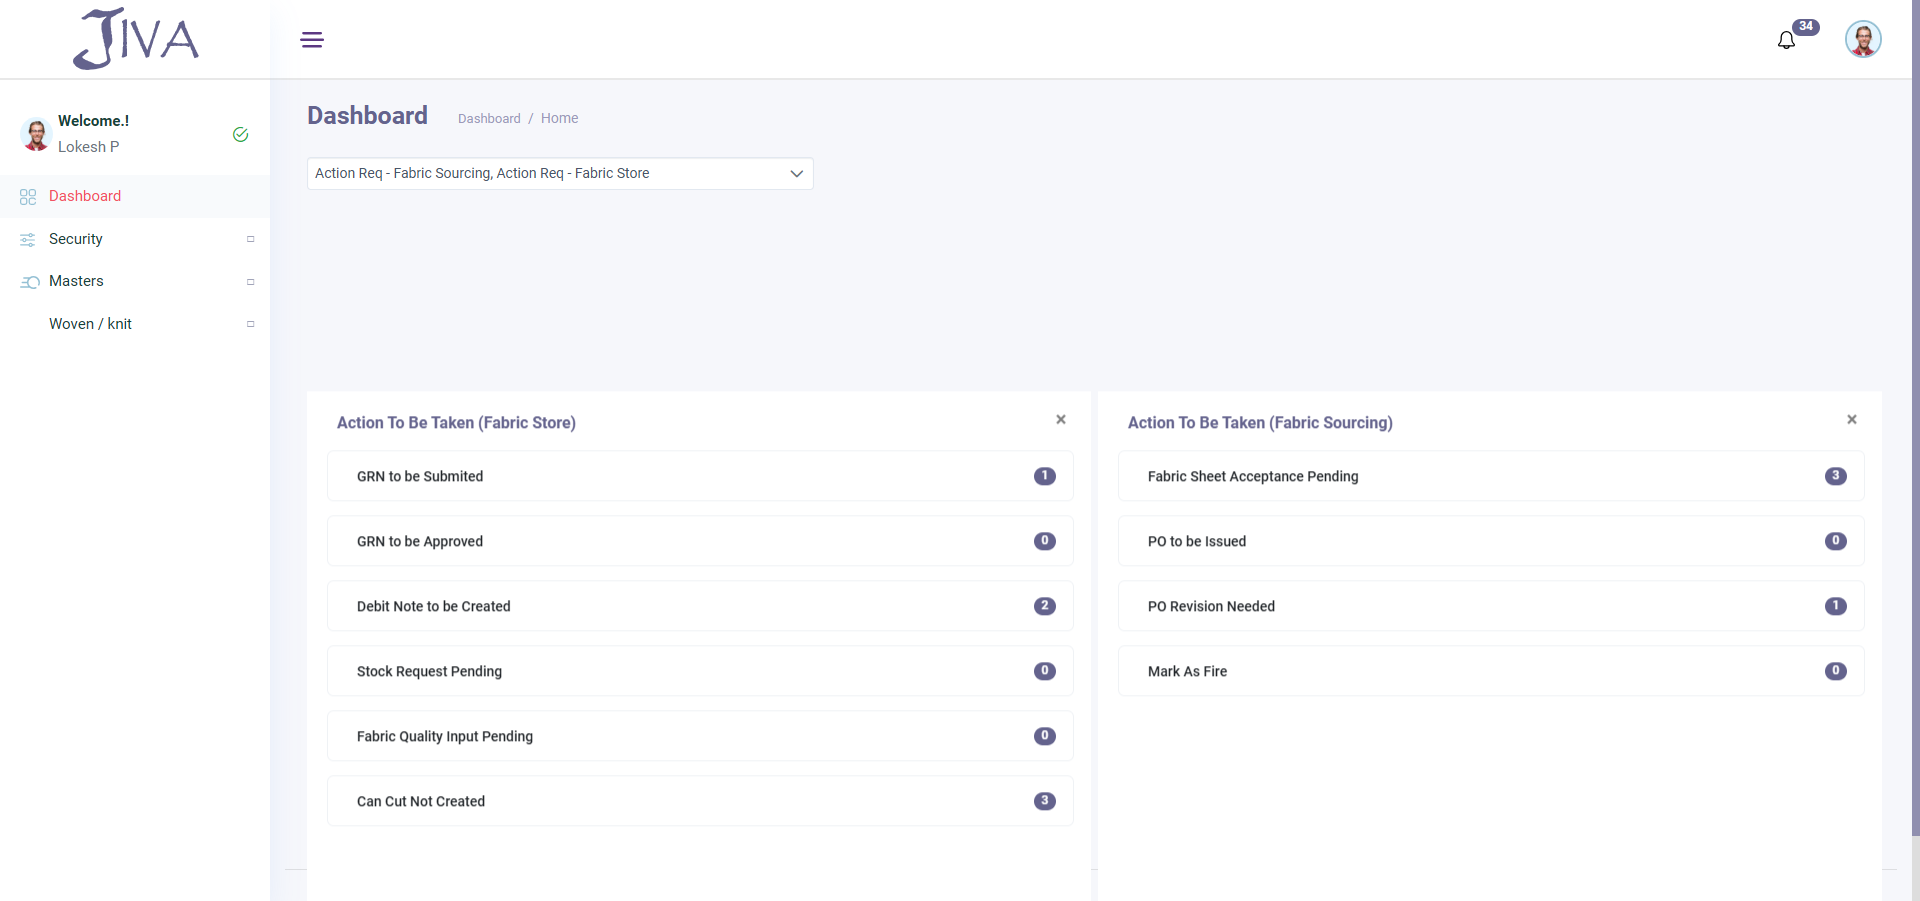 JIVA
34
Welcome.!
Lokesh P
Dashboard
Security
Masters
Woven / knit
Dashboard
Dashboard / Home
Action Req - Fabric Sourcing, Action Req - Fabric Store
Action To Be Taken (Fabric Store)
GRN to be Submited 1
GRN to be Approved 0
Debit Note to be Created 2
Stock Request Pending 0
Fabric Quality Input Pending 0
Can Cut Not Created 3
Action To Be Taken (Fabric Sourcing)
Fabric Sheet Acceptance Pending 3
PO to be Issued 0
PO Revision Needed 1
Mark As Fire 0